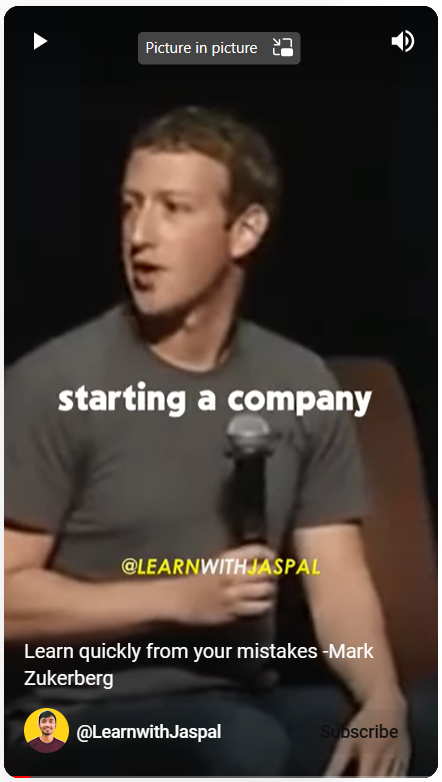 Picture in picture
starting a company
@LEARNWITHJASPAL
Learn quickly from your mistakes -Mark
Zukerberg
@LearnwithJaspal
Subscribe